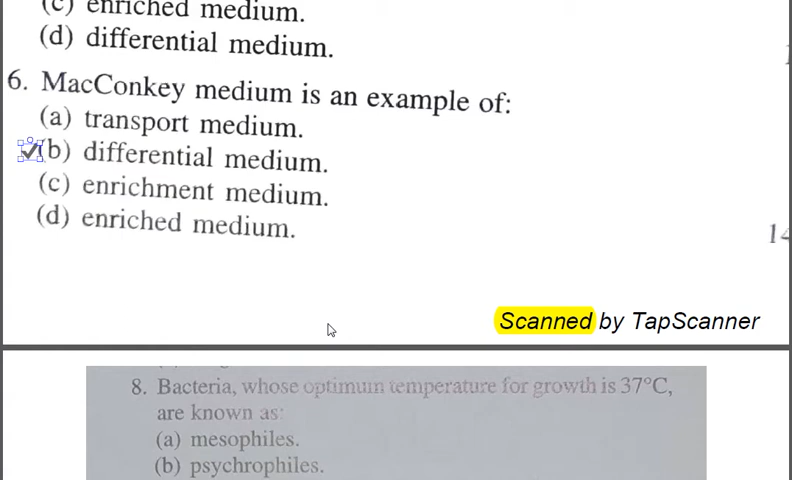 (c) enriched medium.
(d) differential medium.
6. MacConkey medium is an example of:
(a) transport medium.
(b) differential medium.
(c) enrichment medium.
(d) enriched medium.
14
Scanned by TapScanner
8. Bacteria, whose optimum temperature for growth is 37°C,
are known as:
(a) mesophiles.
(b) psychrophiles.